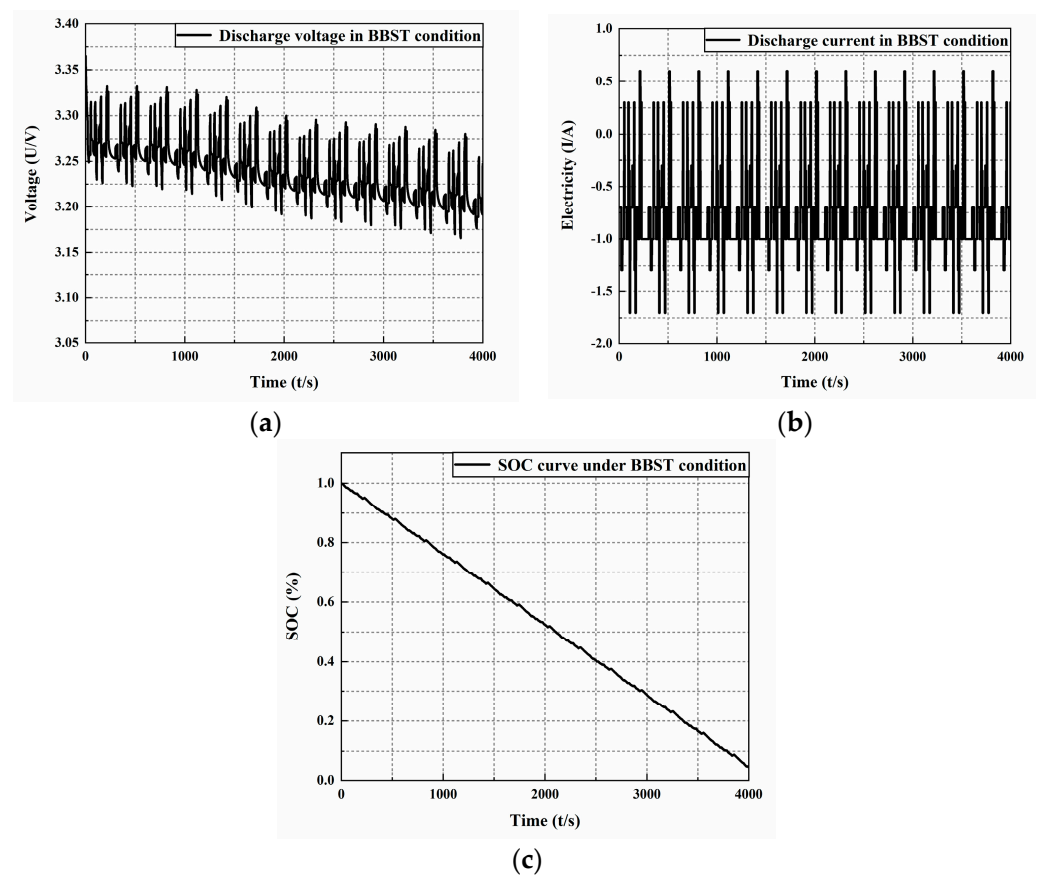 Discharge voltage in BBST condition
Voltage (U/V)
3.40
3.35
3.30
3.25
3.20
3.15
3.10
3.05
0 1000 2000 3000 4000
Time (t/s)
(a)
Discharge current in BBST condition
Electricity (I/A)
1.0
0.5
0.0
-0.5
-1.0
-1.5
-2.0
0 1000 2000 3000 4000
Time (t/s)
(b)
SOC curve under BBST condition
SOC (%)
1.0
0.8
0.6
0.4
0.2
0.0
0 1000 2000 3000 4000
Time (t/s)
(c)